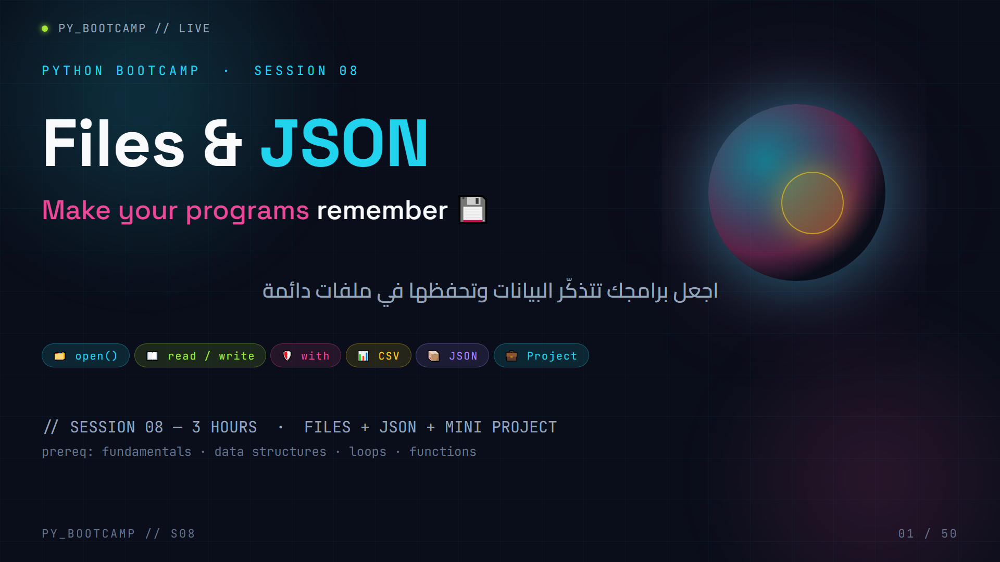 PY_BOOTCAMP // LIVE
PYTHON BOOTCAMP · SESSION 08
Files & JSON
Make your programs remember
اجعل برامجك تتذكّر البيانات وتحفظها في ملفات دائمة
open() read / write with CSV JSON Project
// SESSION 08 — 3 HOURS · FILES + JSON + MINI PROJECT
prereq: fundamentals · data structures · loops · functions
PY_BOOTCAMP // S08
01 / 50